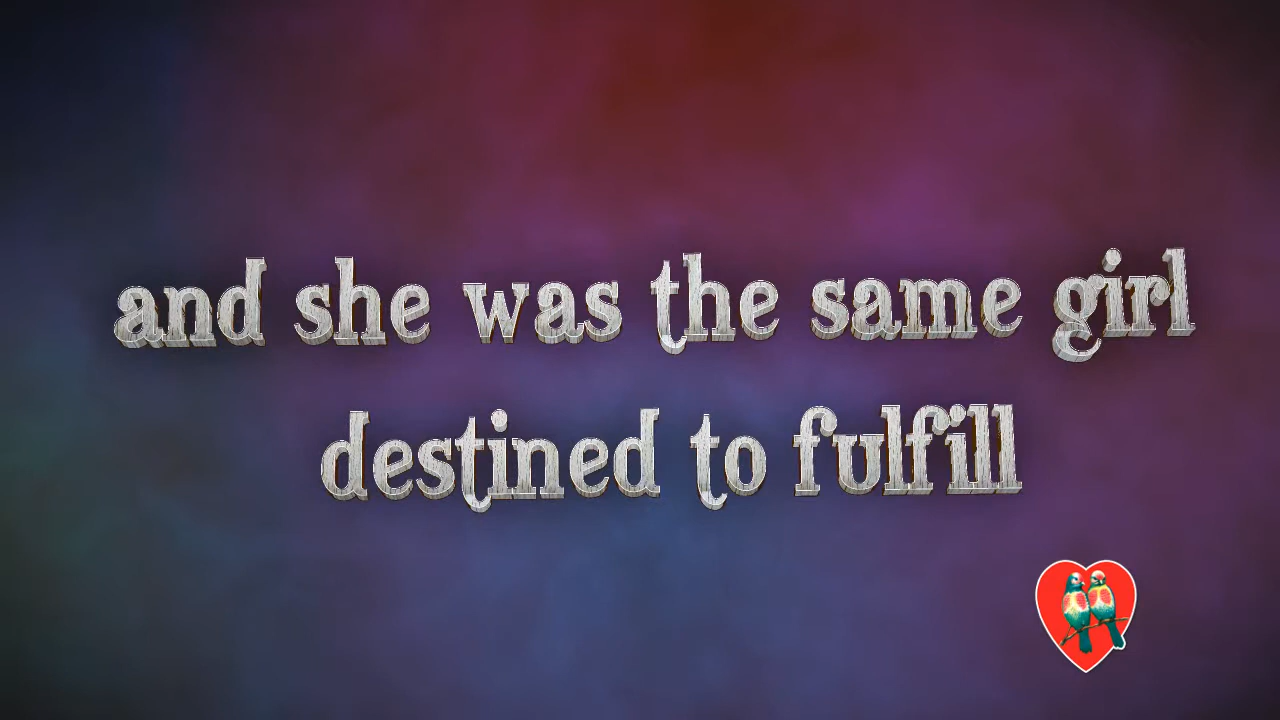 and she was the same girl
destined to fulfill